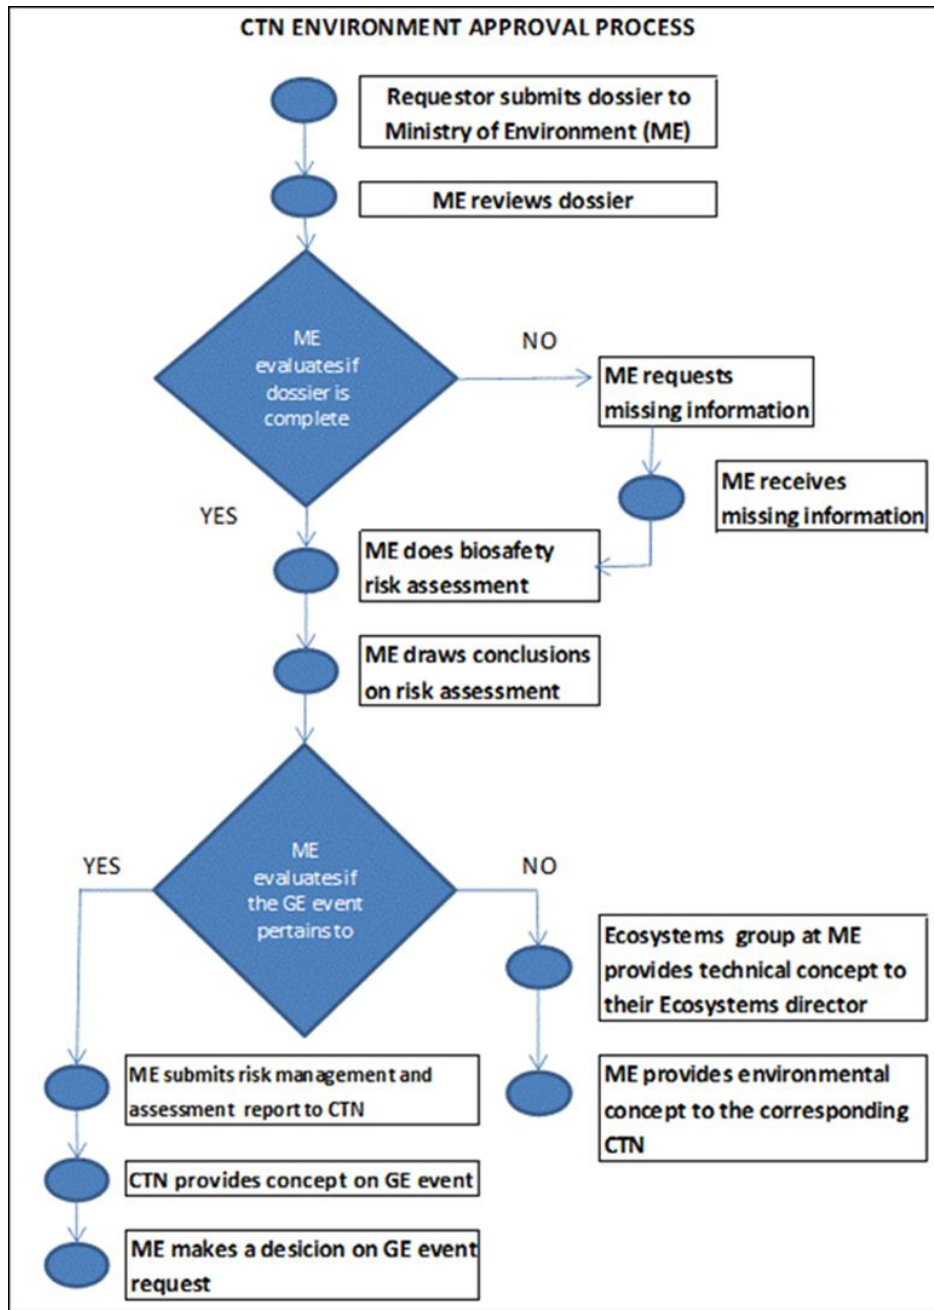 CTN ENVIRONMENT APPROVAL PROCESS
Requestor submits dossier to
Ministry of Environment (ME)
ME reviews dossier
ME
evaluates if
dossier is
complete
NO
ME requests
missing information
ME receives
missing information
YES
ME does biosafety
risk assessment
ME draws conclusions
on risk assessment
ME
evaluates if
the GE event
pertains to
YES
NO
Ecosystems group at ME
provides technical concept to
their Ecosystems director
ME provides environmental
concept to the corresponding
CTN
ME submits risk management and
assessment report to CTN
CTN provides concept on GE event
ME makes a desicion on GE event
request